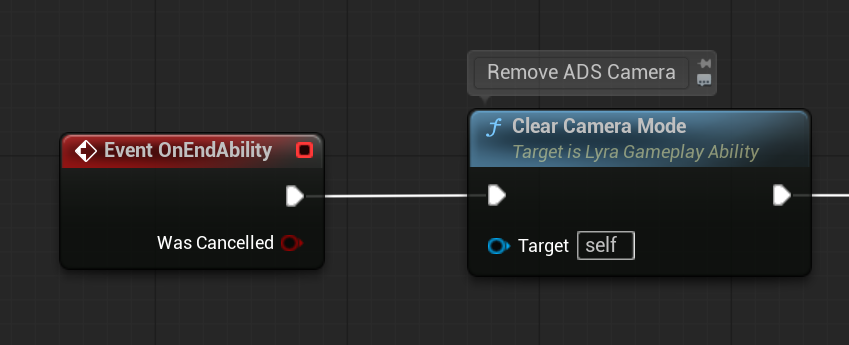 Remove ADS Camera
Event OnEndAbility
Was Cancelled
f Clear Camera Mode
Target is Lyra Gameplay Ability
Target self